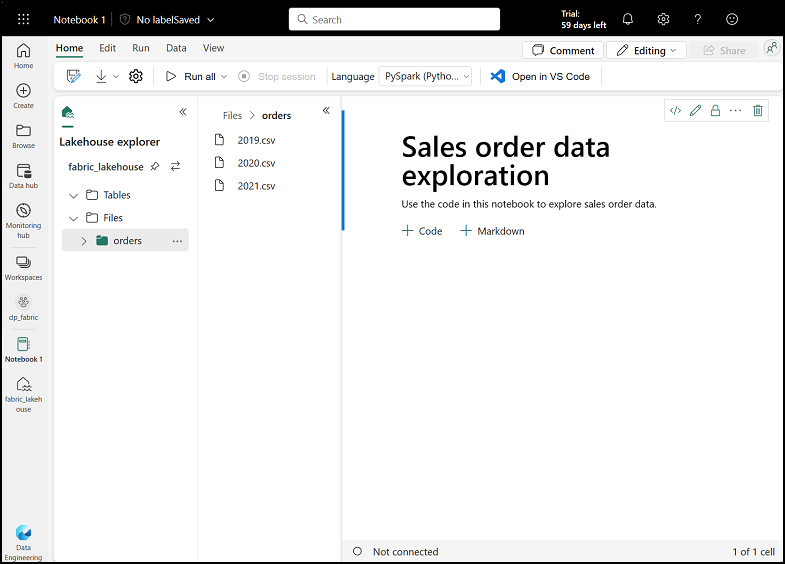 Notebook 1
No labelSaved
Search
Trial:
59 days left
Home
Create
Browse
Data hub
Monitoring
hub
Workspaces
dp_fabric
Notebook 1
fabric_lakeh
ouse
Data
Engineering
Home Edit Run Data View
Comment Editing Share
Run all Stop session Language PySpark (Pytho... Open in VS Code
Lakehouse explorer
fabric_lakehouse
Tables
Files
orders ...
Files > orders
2019.csv
2020.csv
2021.csv
Sales order data
exploration
Use the code in this notebook to explore sales order data.
+ Code + Markdown
Not connected
1 of 1 cell